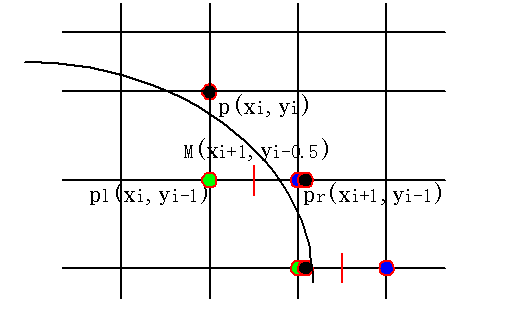 p(xi, yi)
M(xi+1, yi-0.5)
pl(xi, yi-1)
pr(xi+1, yi-1)